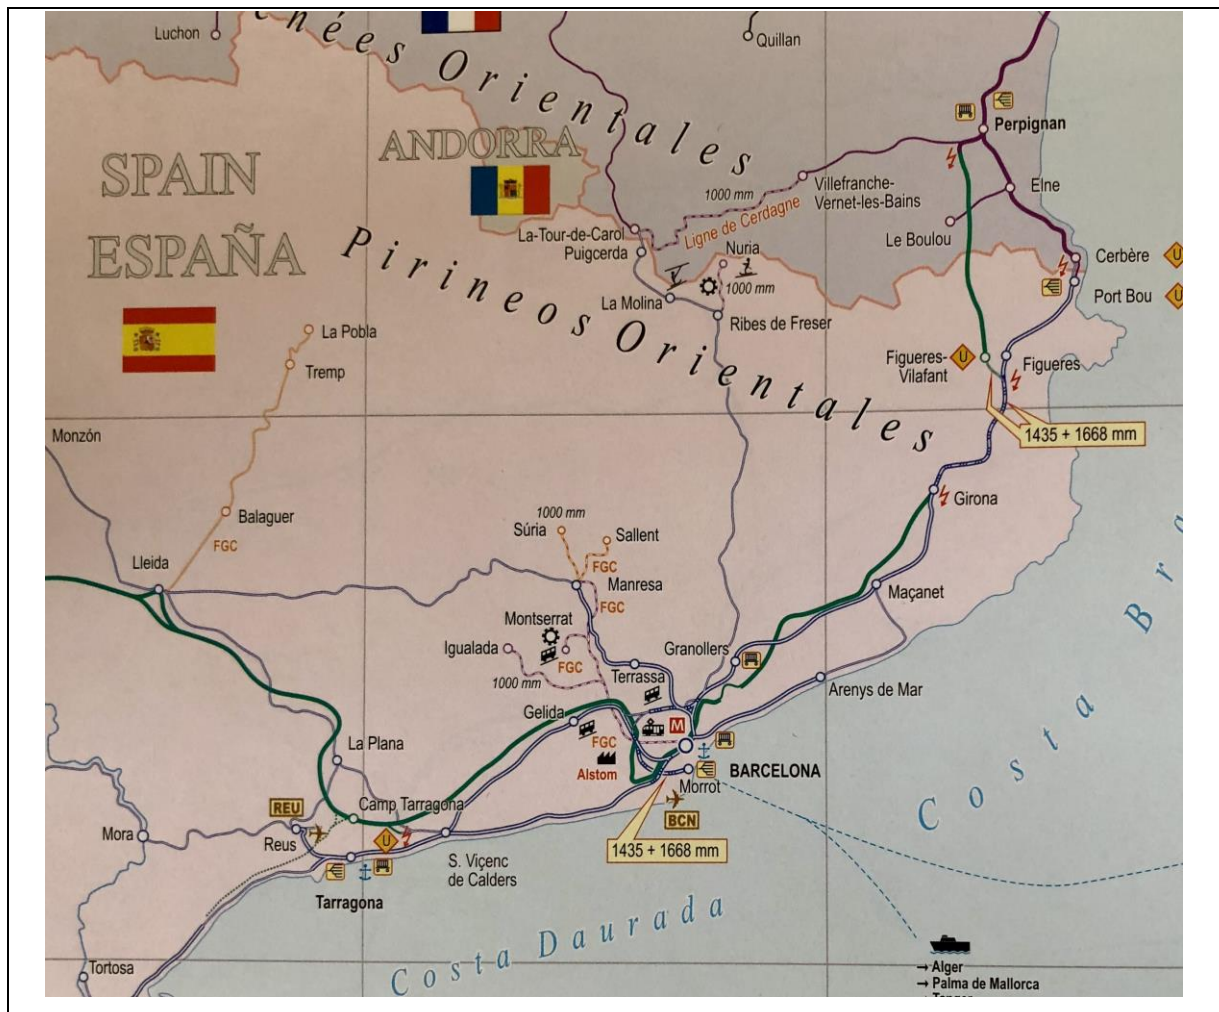 Luchon
nées Orientales
Quillan
Perpignan
SPAIN
ESPAÑA
ANDORRA
1000 mm
Villefranche-
Vernet-les-Bains
Elne
Ligne de Cerdagne
Le Boulou
La-Tour-de-Carol
Puigcerda
Nuria
1000 mm
Cerbère
U
Port Bou
U
Pirineos Orientales
La Molina
Ribes de Freser
La Pobla
Tremp
Figueres-
Vilafant
U
Figueres
1435 + 1668 mm
Monzón
Balaguer
FGC
Girona
1000 mm
Súria
Sallent
FGC
Lleida
Manresa
FGC
Maçanet
Montserrat
FGC
Igualada
1000 mm
Granollers
Terrassa
Arenys de Mar
Costa Bra
Gelida
M
FGC
La Plana
Alstom
BARCELONA
Morrot
BCN
1435 + 1668 mm
REU
Camp Tarragona
Mora
Reus
U
S. Viçenc
de Calders
Tarragona
Costa Daurada
Tortosa
→ Alger
→ Palma de Mallorca